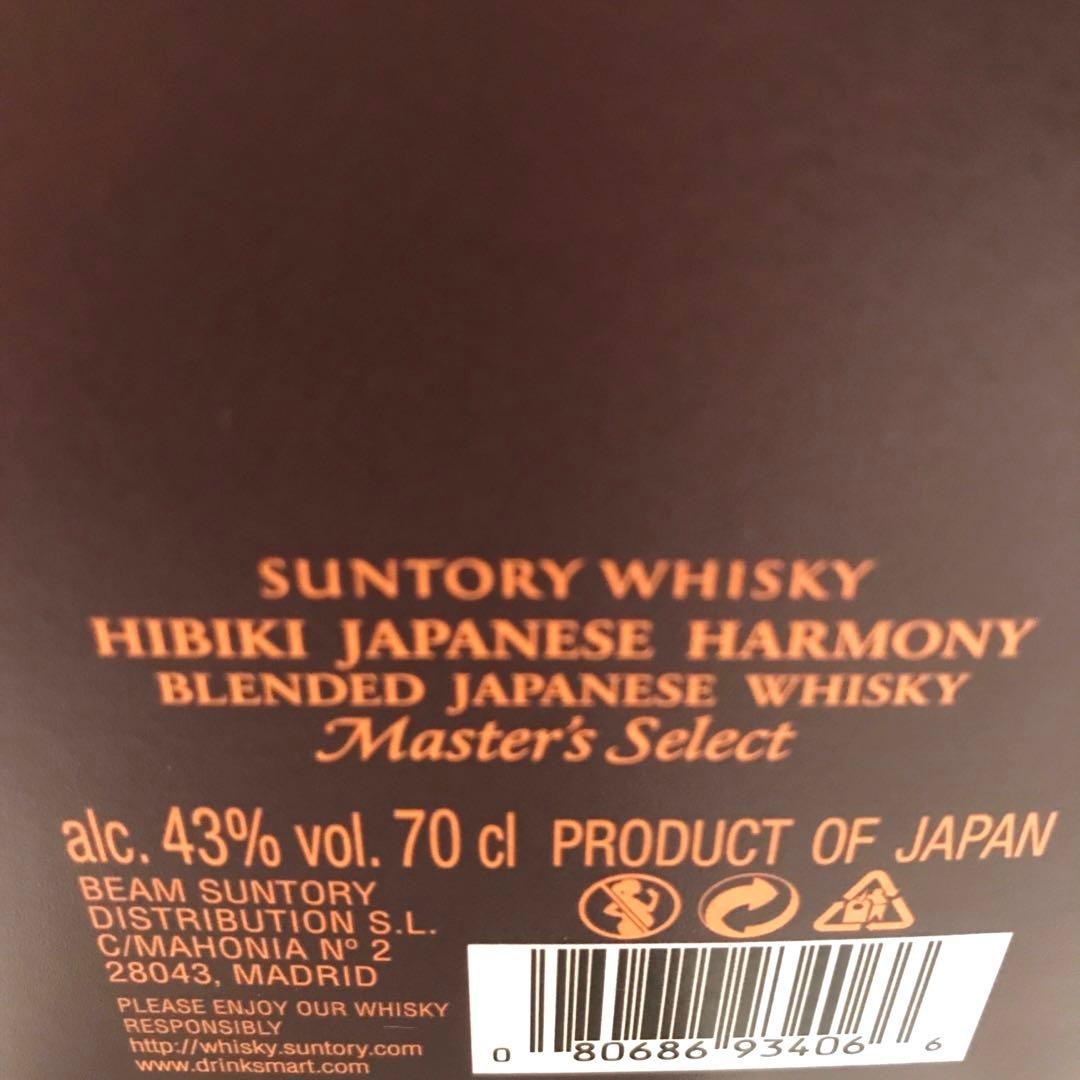 SUNTORY WHISKY
HIBIKI JAPANESE HARMONY
BLENDED JAPANESE WHISKY
Master's Select
alc. 43% vol. 70 cl PRODUCT OF JAPAN
BEAM SUNTORY
DISTRIBUTION S.L.
C/MAHONIA Nº 2
28043, MADRID
PLEASE ENJOY OUR WHISKY
RESPONSIBLY
http://whisky.suntory.com
www.drinksmart.com
0 80686 93406 6